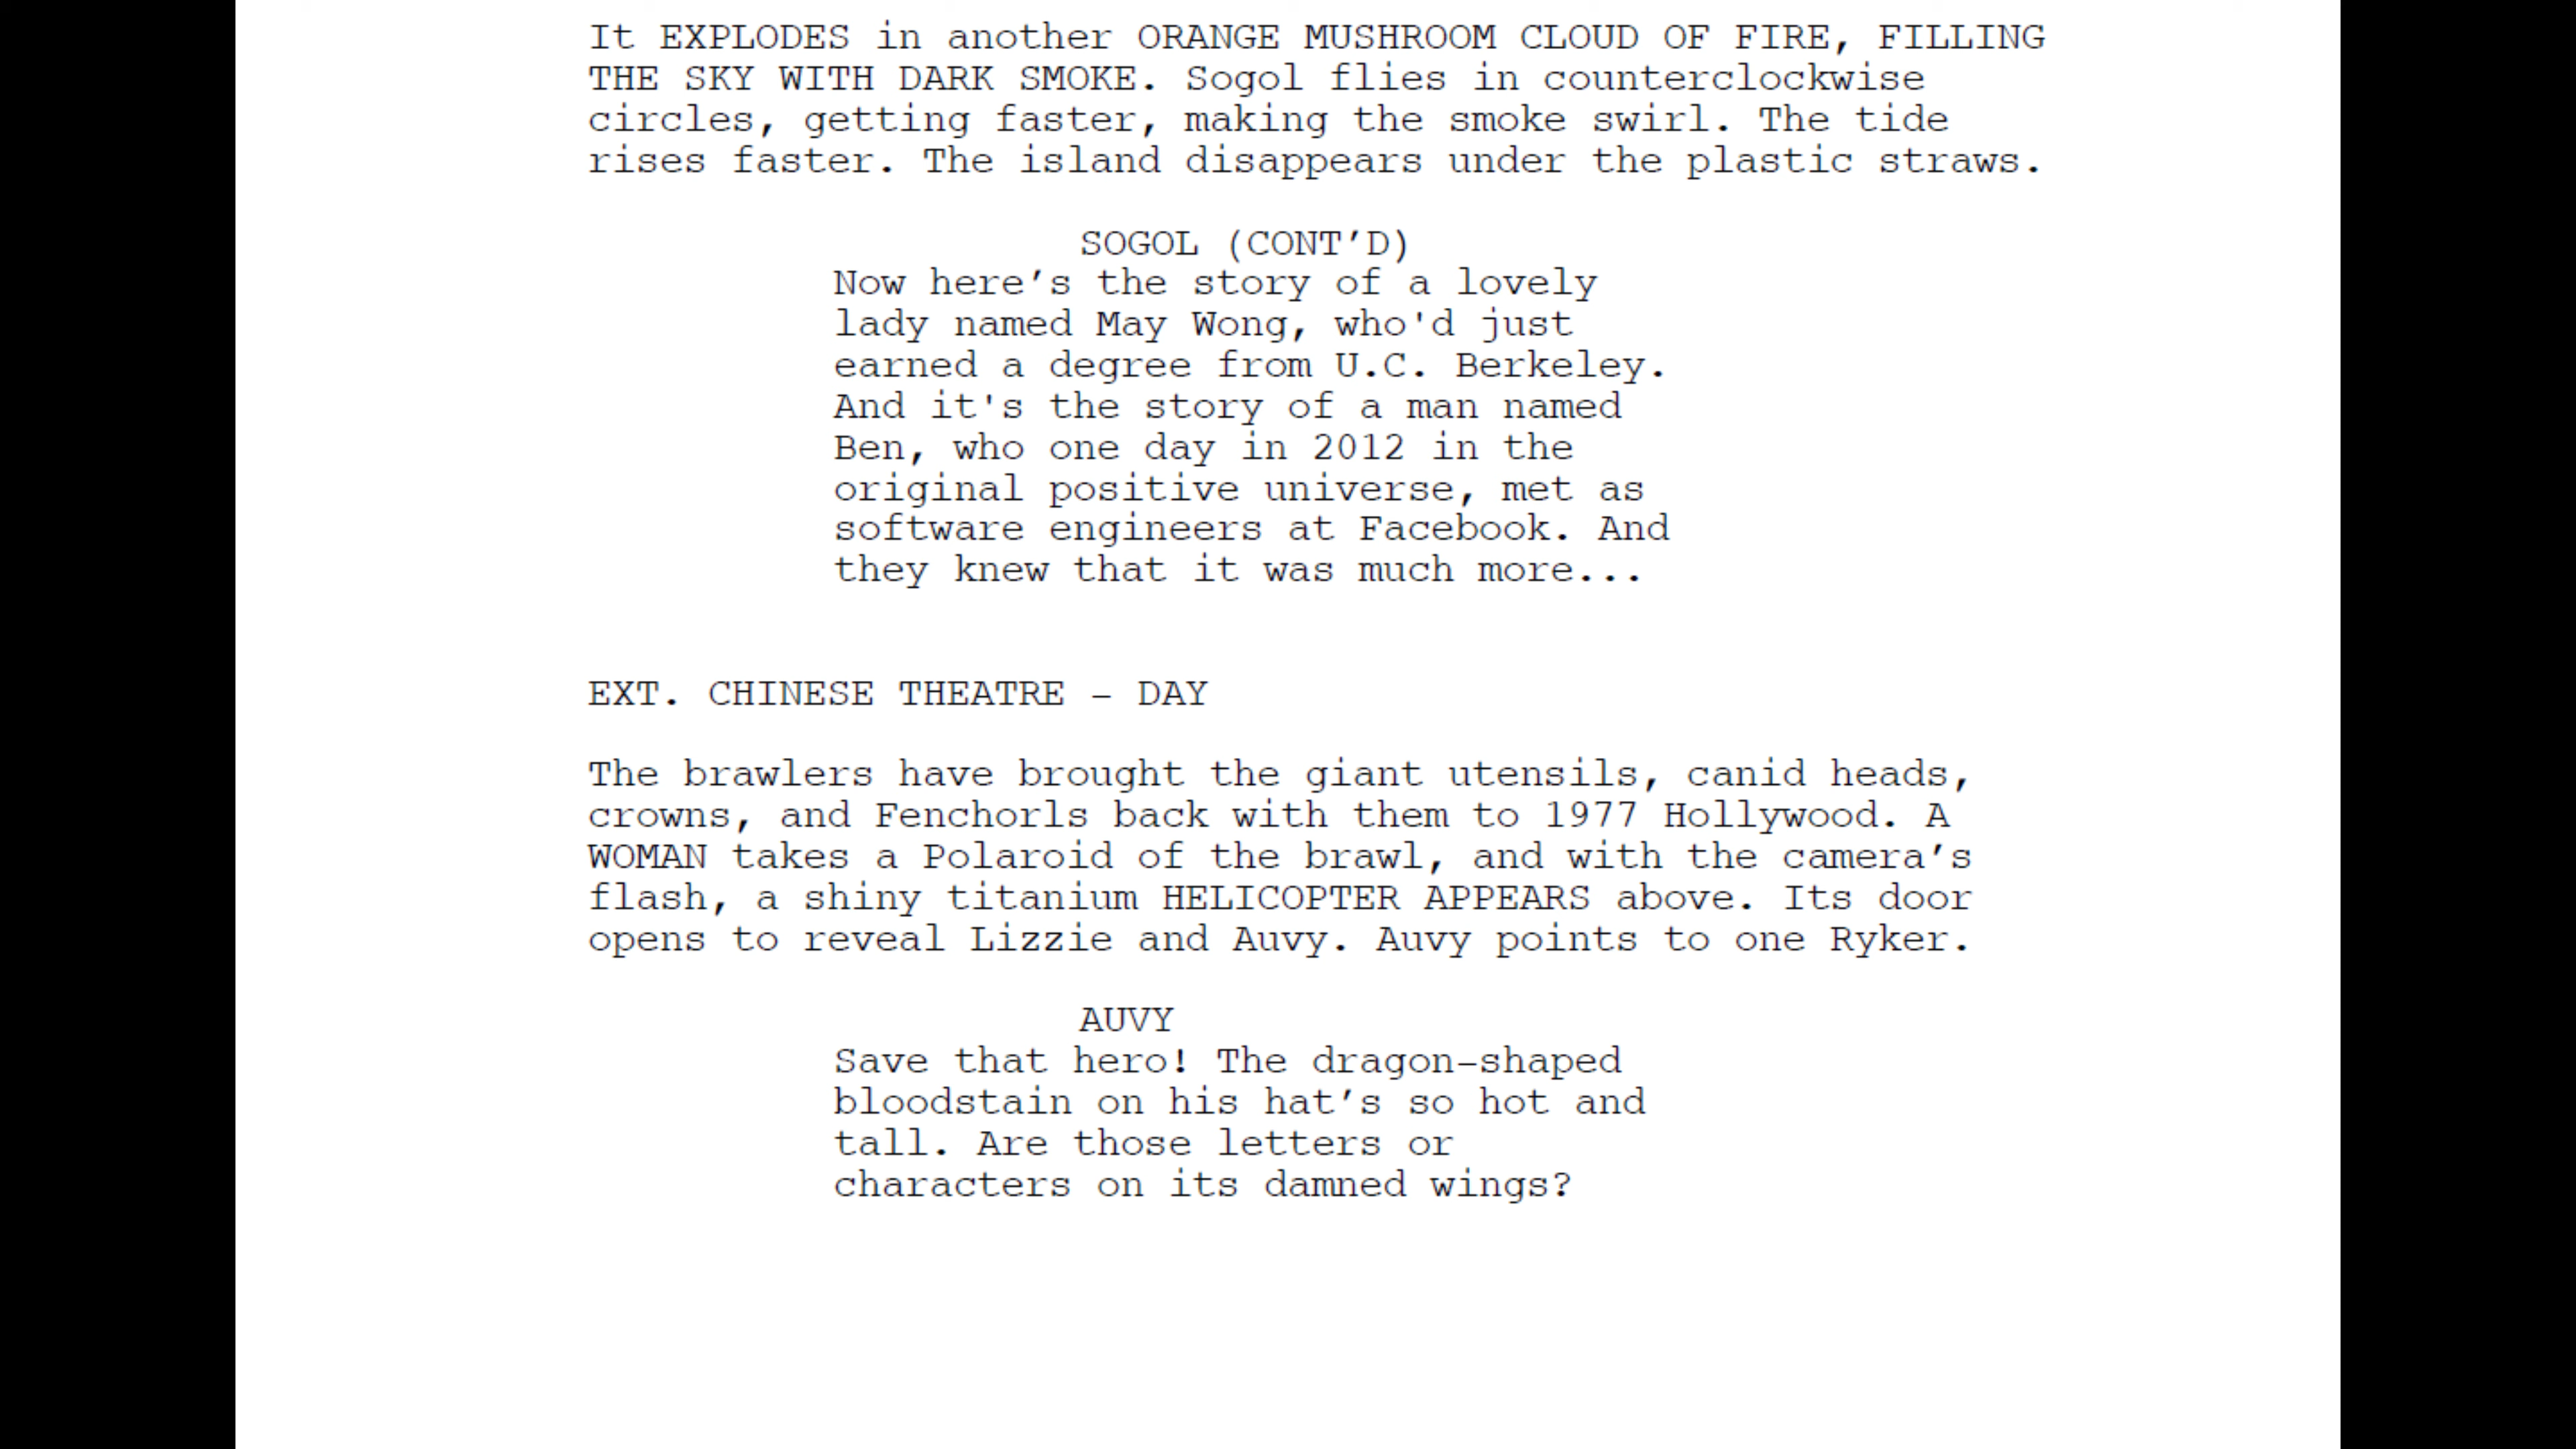 It EXPLODES in another ORANGE MUSHROOM CLOUD OF FIRE, FILLING
THE SKY WITH DARK SMOKE. Sogol flies in counterclockwise
circles, getting faster, making the smoke swirl. The tide
rises faster. The island disappears under the plastic straws.
SOGOL (CONT’D)
Now here’s the story of a lovely
lady named May Wong, who'd just
earned a degree from U.C. Berkeley.
And it's the story of a man named
Ben, who one day in 2012 in the
original positive universe, met as
software engineers at Facebook. And
they knew that it was much more...
EXT. CHINESE THEATRE - DAY
The brawlers have brought the giant utensils, canid heads,
crowns, and Fenchorls back with them to 1977 Hollywood. A
WOMAN takes a Polaroid of the brawl, and with the camera’s
flash, a shiny titanium HELICOPTER APPEARS above. Its door
opens to reveal Lizzie and Auvy. Auvy points to one Ryker.
AUVY
Save that hero! The dragon-shaped
bloodstain on his hat’s so hot and
tall. Are those letters or
characters on its damned wings?